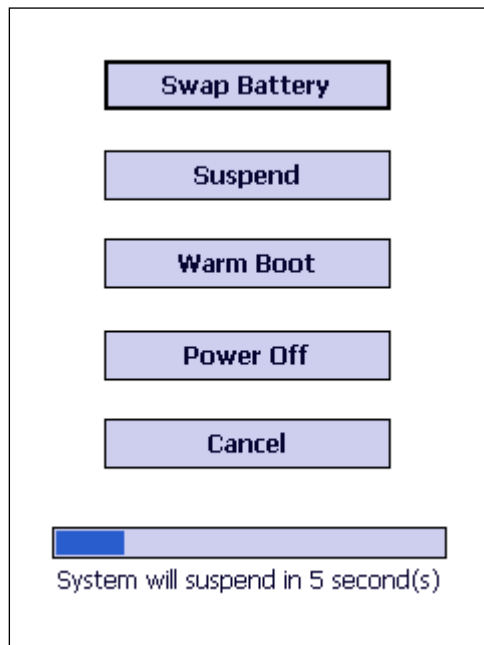 Swap Battery
Suspend
Warm Boot
Power Off
Cancel
System will suspend in 5 second(s)